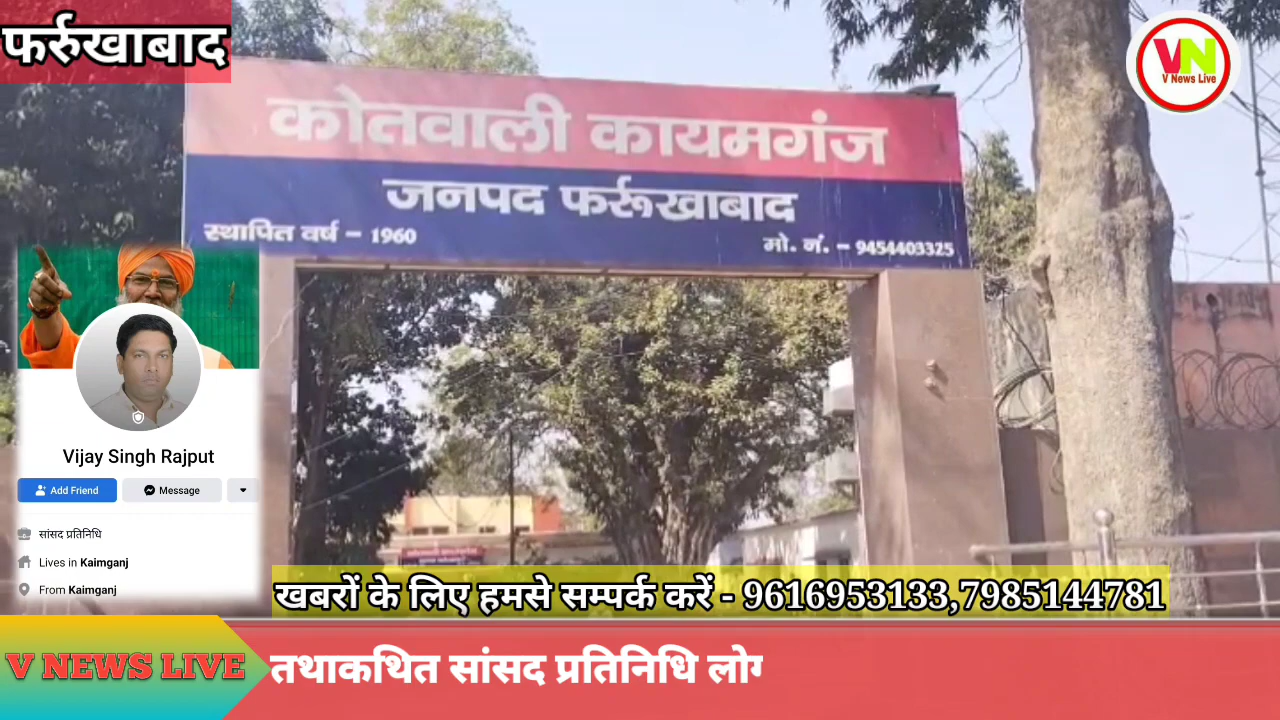 फर्रुखाबाद
VN
V News Live
कोतवाली कायमगंज
जनपद फर्रूखाबाद
स्थापित वर्ष – 1960
मो. नं. – 9454403325
Vijay Singh Rajput
Add Friend
Message
सांसद प्रतिनिधि
Lives in Kaimganj
From Kaimganj
खबरों के लिए हमसे सम्पर्क करें - 9616953133,7985144781
V NEWS LIVE
तथाकथित सांसद प्रतिनिधि लोग